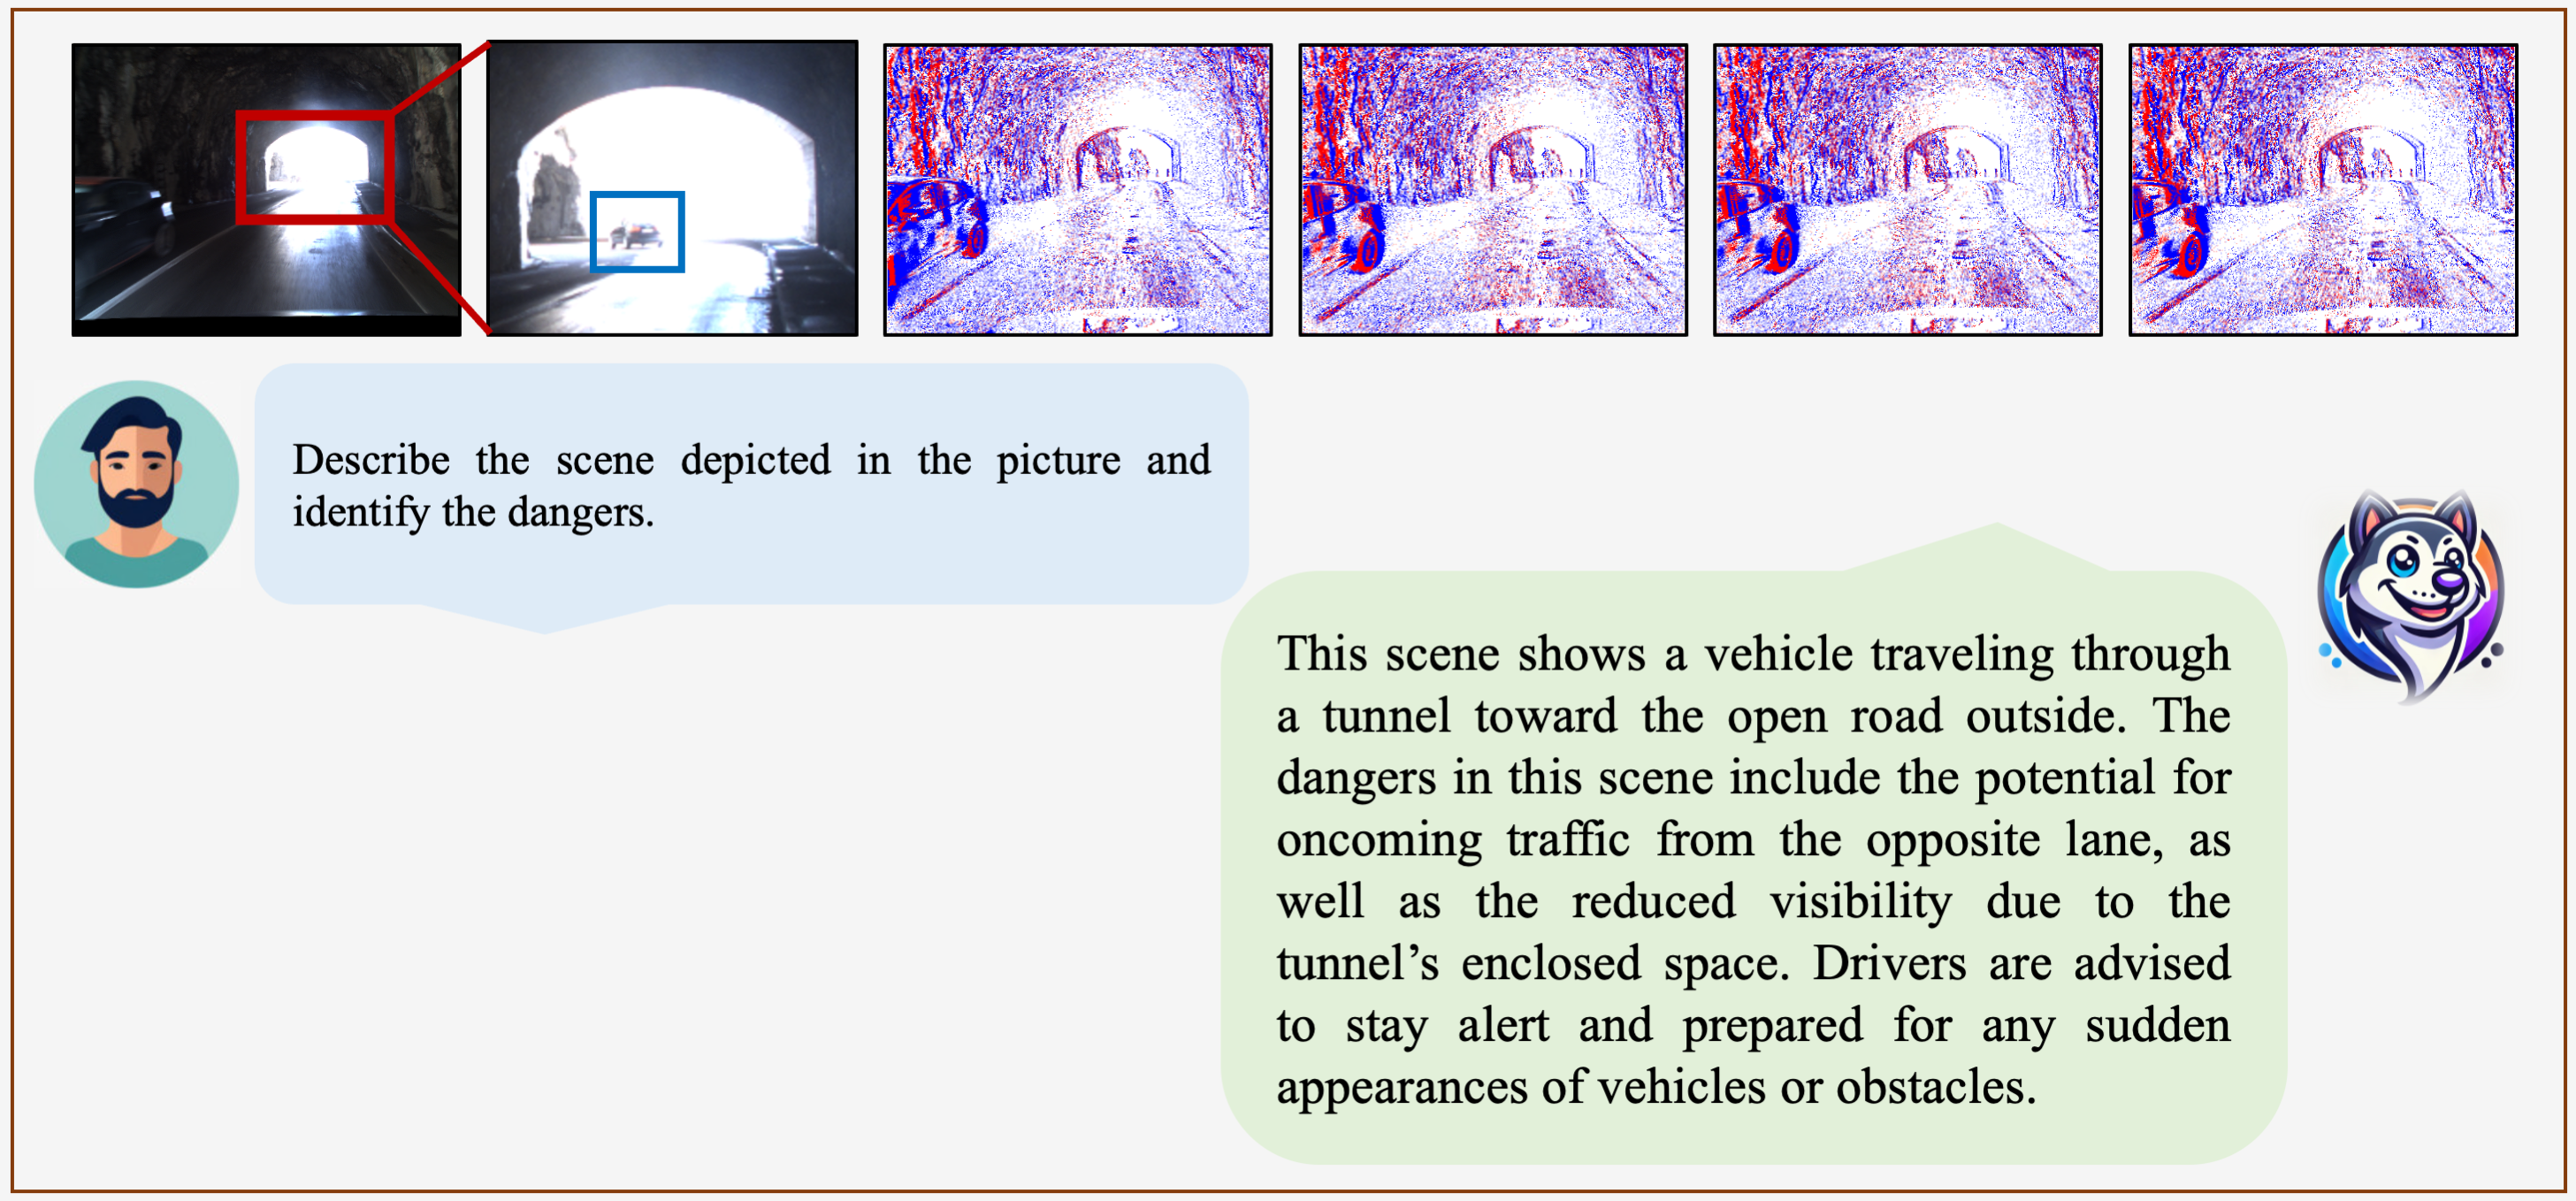 Describe the scene depicted in the picture and
identify the dangers.
This scene shows a vehicle traveling through
a tunnel toward the open road outside. The
dangers in this scene include the potential for
oncoming traffic from the opposite lane, as
well as the reduced visibility due to the
tunnel’s enclosed space. Drivers are advised
to stay alert and prepared for any sudden
appearances of vehicles or obstacles.